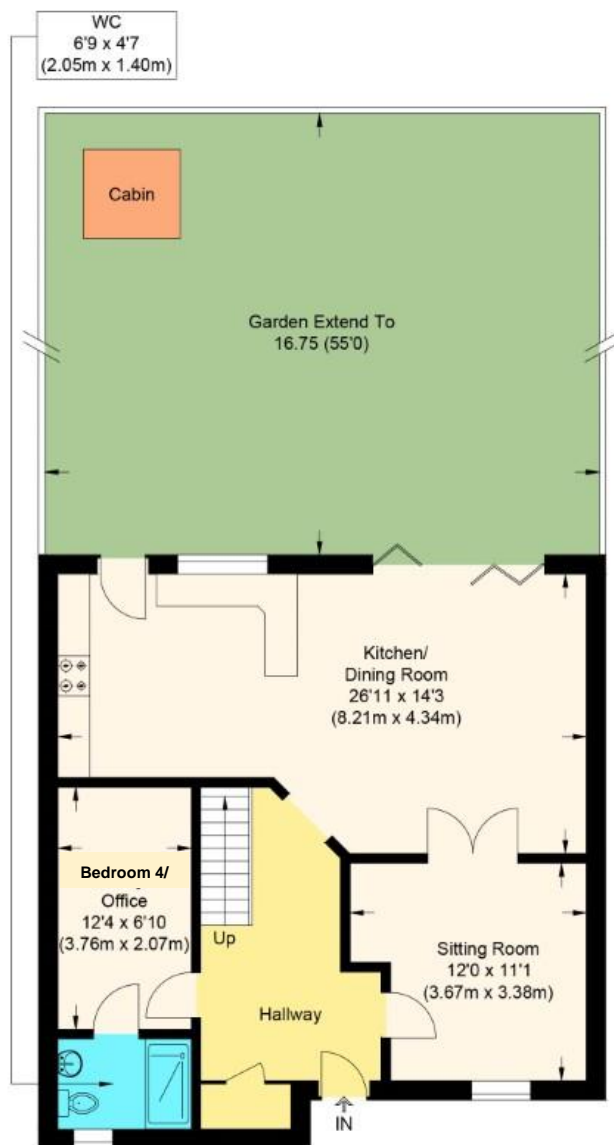 WC
6'9 x 4'7
(2.05m x 1.40m)
Cabin
Garden Extend To
16.75 (55'0)
Kitchen/
Dining Room
26'11 x 14'3
(8.21m x 4.34m)
Bedroom 4/
Office
12'4 x 6'10
(3.76m x 2.07m)
Up
Sitting Room
12'0 x 11'1
(3.67m x 3.38m)
Hallway
IN